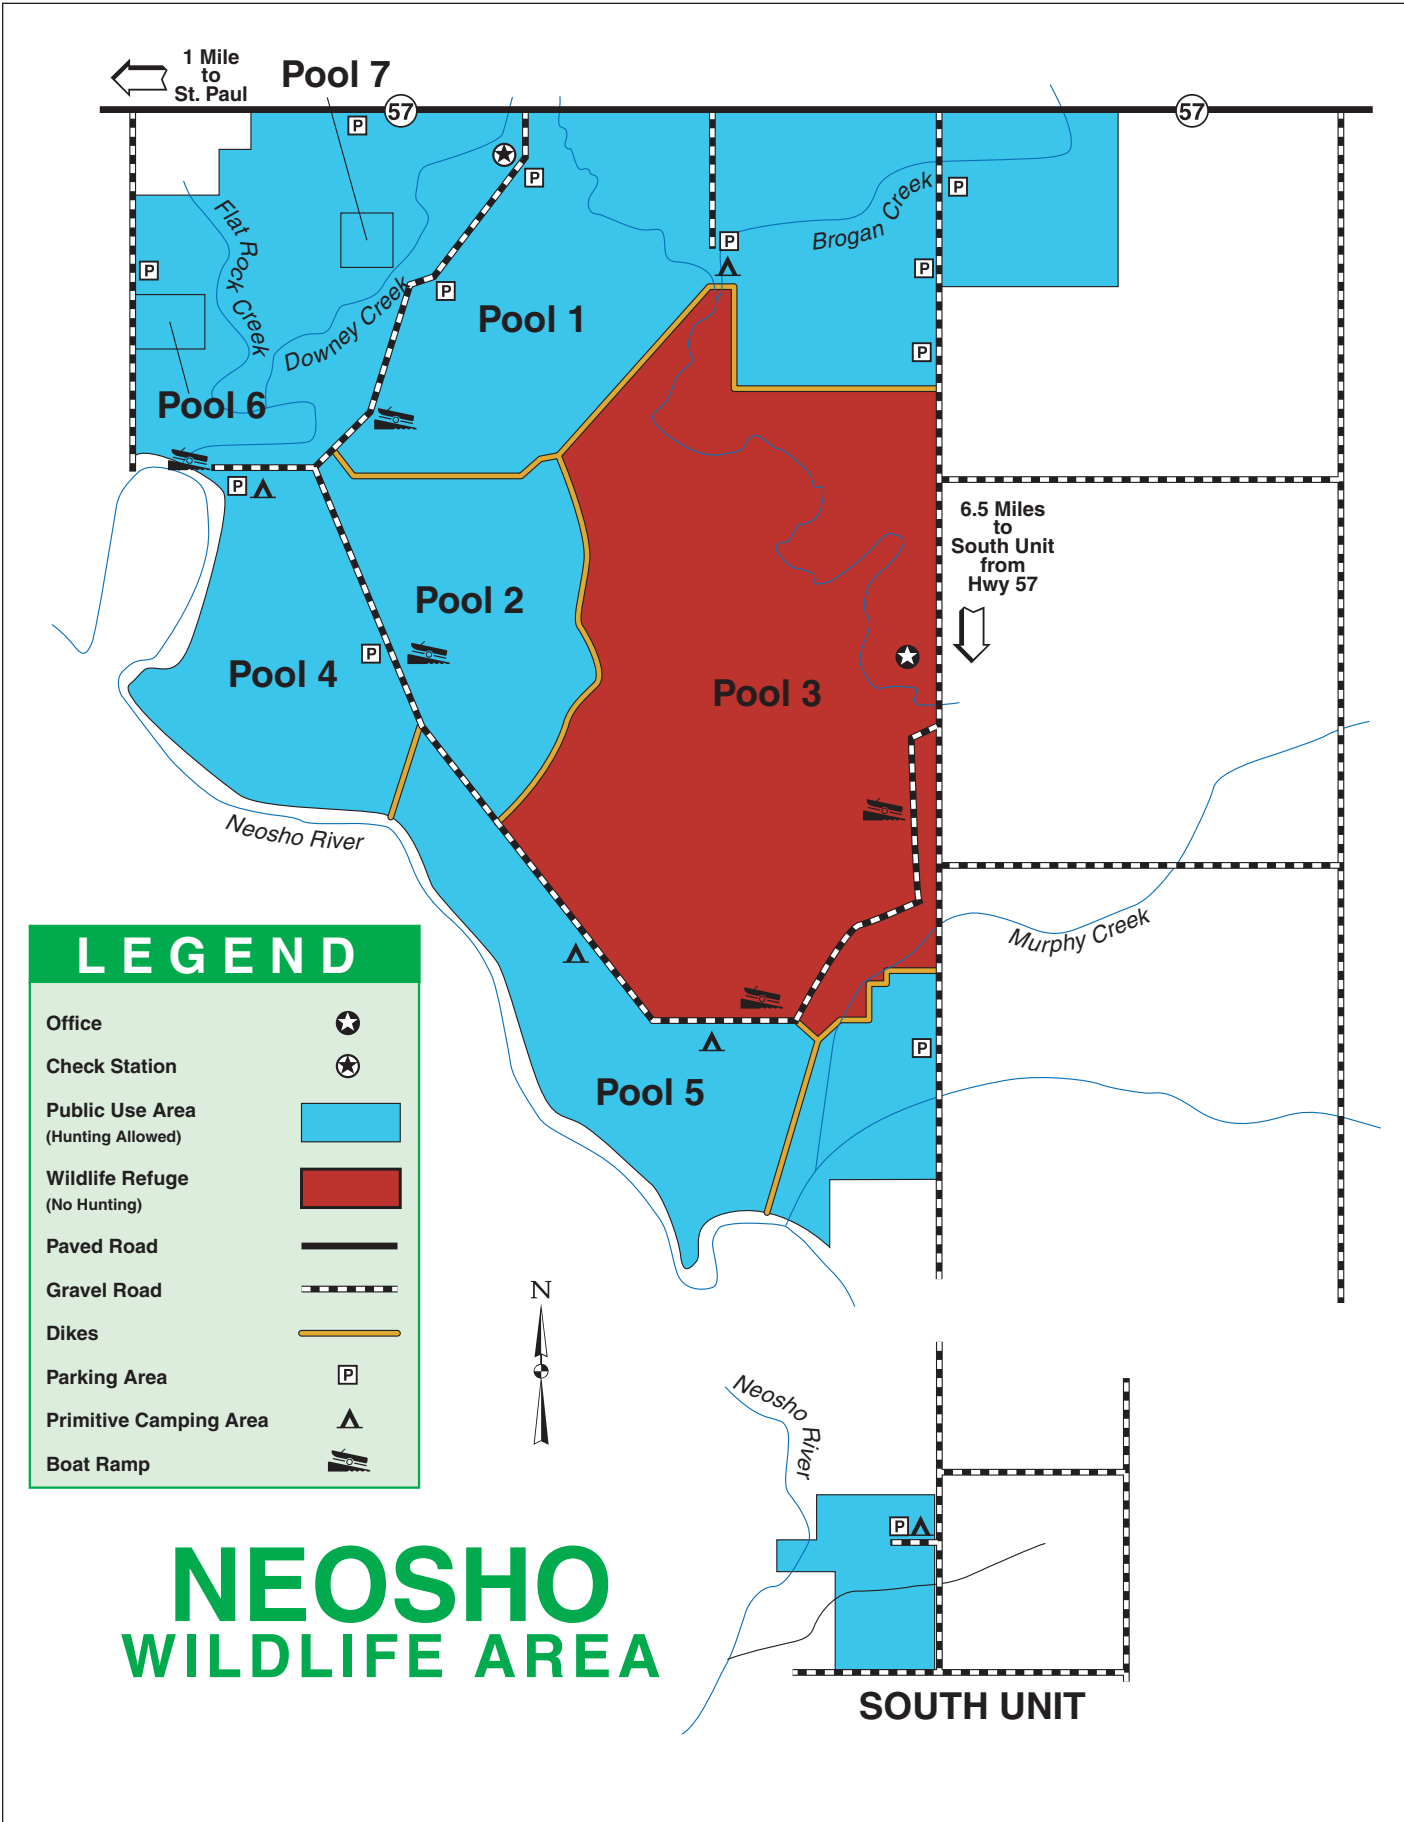 1 Mile
to
St. Paul
Pool 7
57
57
P
P
P
P
P
P
P
P
P
Flat Rock Creek
Downey Creek
Brogan Creek
Pool 1
Pool 6
P
6.5 Miles
to
South Unit
from
Hwy 57
Pool 2
P
Pool 4
Pool 3
Neosho River
Murphy Creek
P
Pool 5
LEGEND
Office
Check Station
Public Use Area
(Hunting Allowed)
Wildlife Refuge
(No Hunting)
Paved Road
Gravel Road
Dikes
Parking Area
P
Primitive Camping Area
Boat Ramp
N
Neosho River
P
NEOSHO
WILDLIFE AREA
SOUTH UNIT